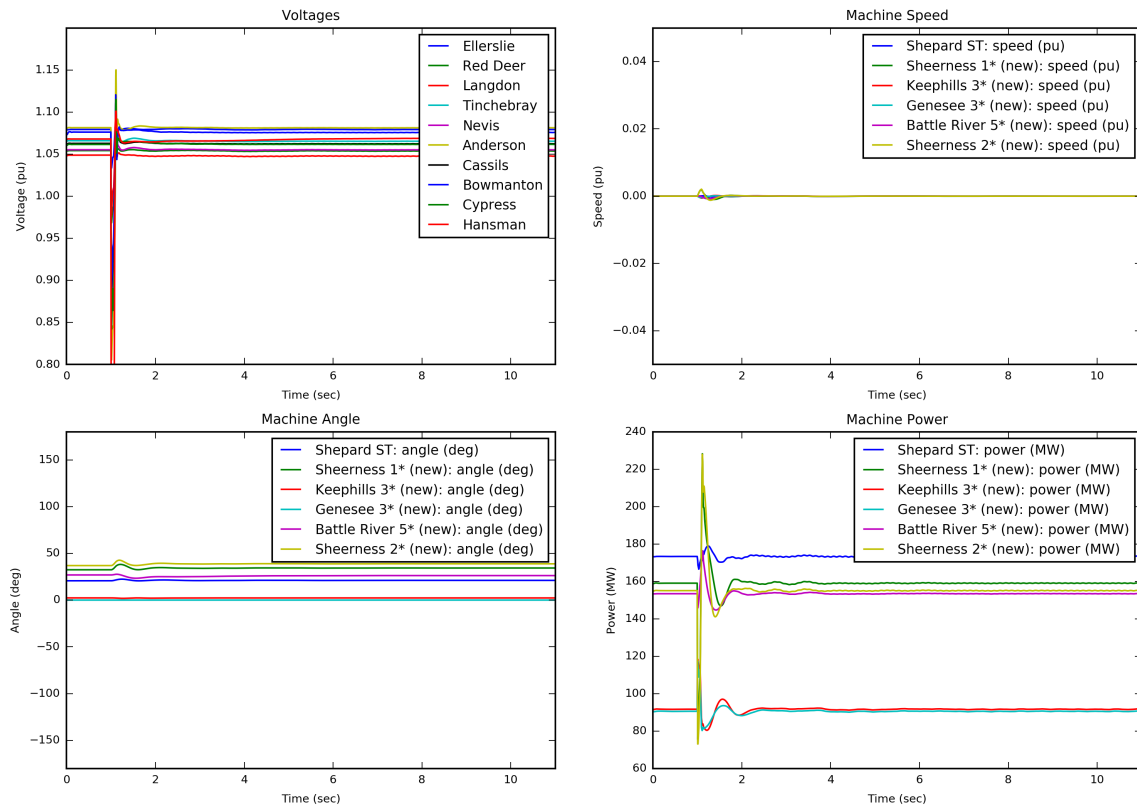 Voltages
1.15
1.10
1.05
1.00
0.95
0.90
0.85
0.80
Voltage (pu)
0
2
4
6
8
10
Time (sec)
Ellerslie
Red Deer
Langdon
Tinchebray
Nevis
Anderson
Cassils
Bowmanton
Cypress
Hansman
Machine Speed
0.04
0.02
0.00
−0.02
−0.04
Speed (pu)
0
2
4
6
8
10
Time (sec)
Shepard ST: speed (pu)
Sheerness 1* (new): speed (pu)
Keephills 3* (new): speed (pu)
Genesee 3* (new): speed (pu)
Battle River 5* (new): speed (pu)
Sheerness 2* (new): speed (pu)
Machine Angle
150
100
50
0
−50
−100
−150
Angle (deg)
0
2
4
6
8
10
Time (sec)
Shepard ST: angle (deg)
Sheerness 1* (new): angle (deg)
Keephills 3* (new): angle (deg)
Genesee 3* (new): angle (deg)
Battle River 5* (new): angle (deg)
Sheerness 2* (new): angle (deg)
Machine Power
240
220
200
180
160
140
120
100
80
60
Power (MW)
0
2
4
6
8
10
Time (sec)
Shepard ST: power (MW)
Sheerness 1* (new): power (MW)
Keephills 3* (new): power (MW)
Genesee 3* (new): power (MW)
Battle River 5* (new): power (MW)
Sheerness 2* (new): power (MW)